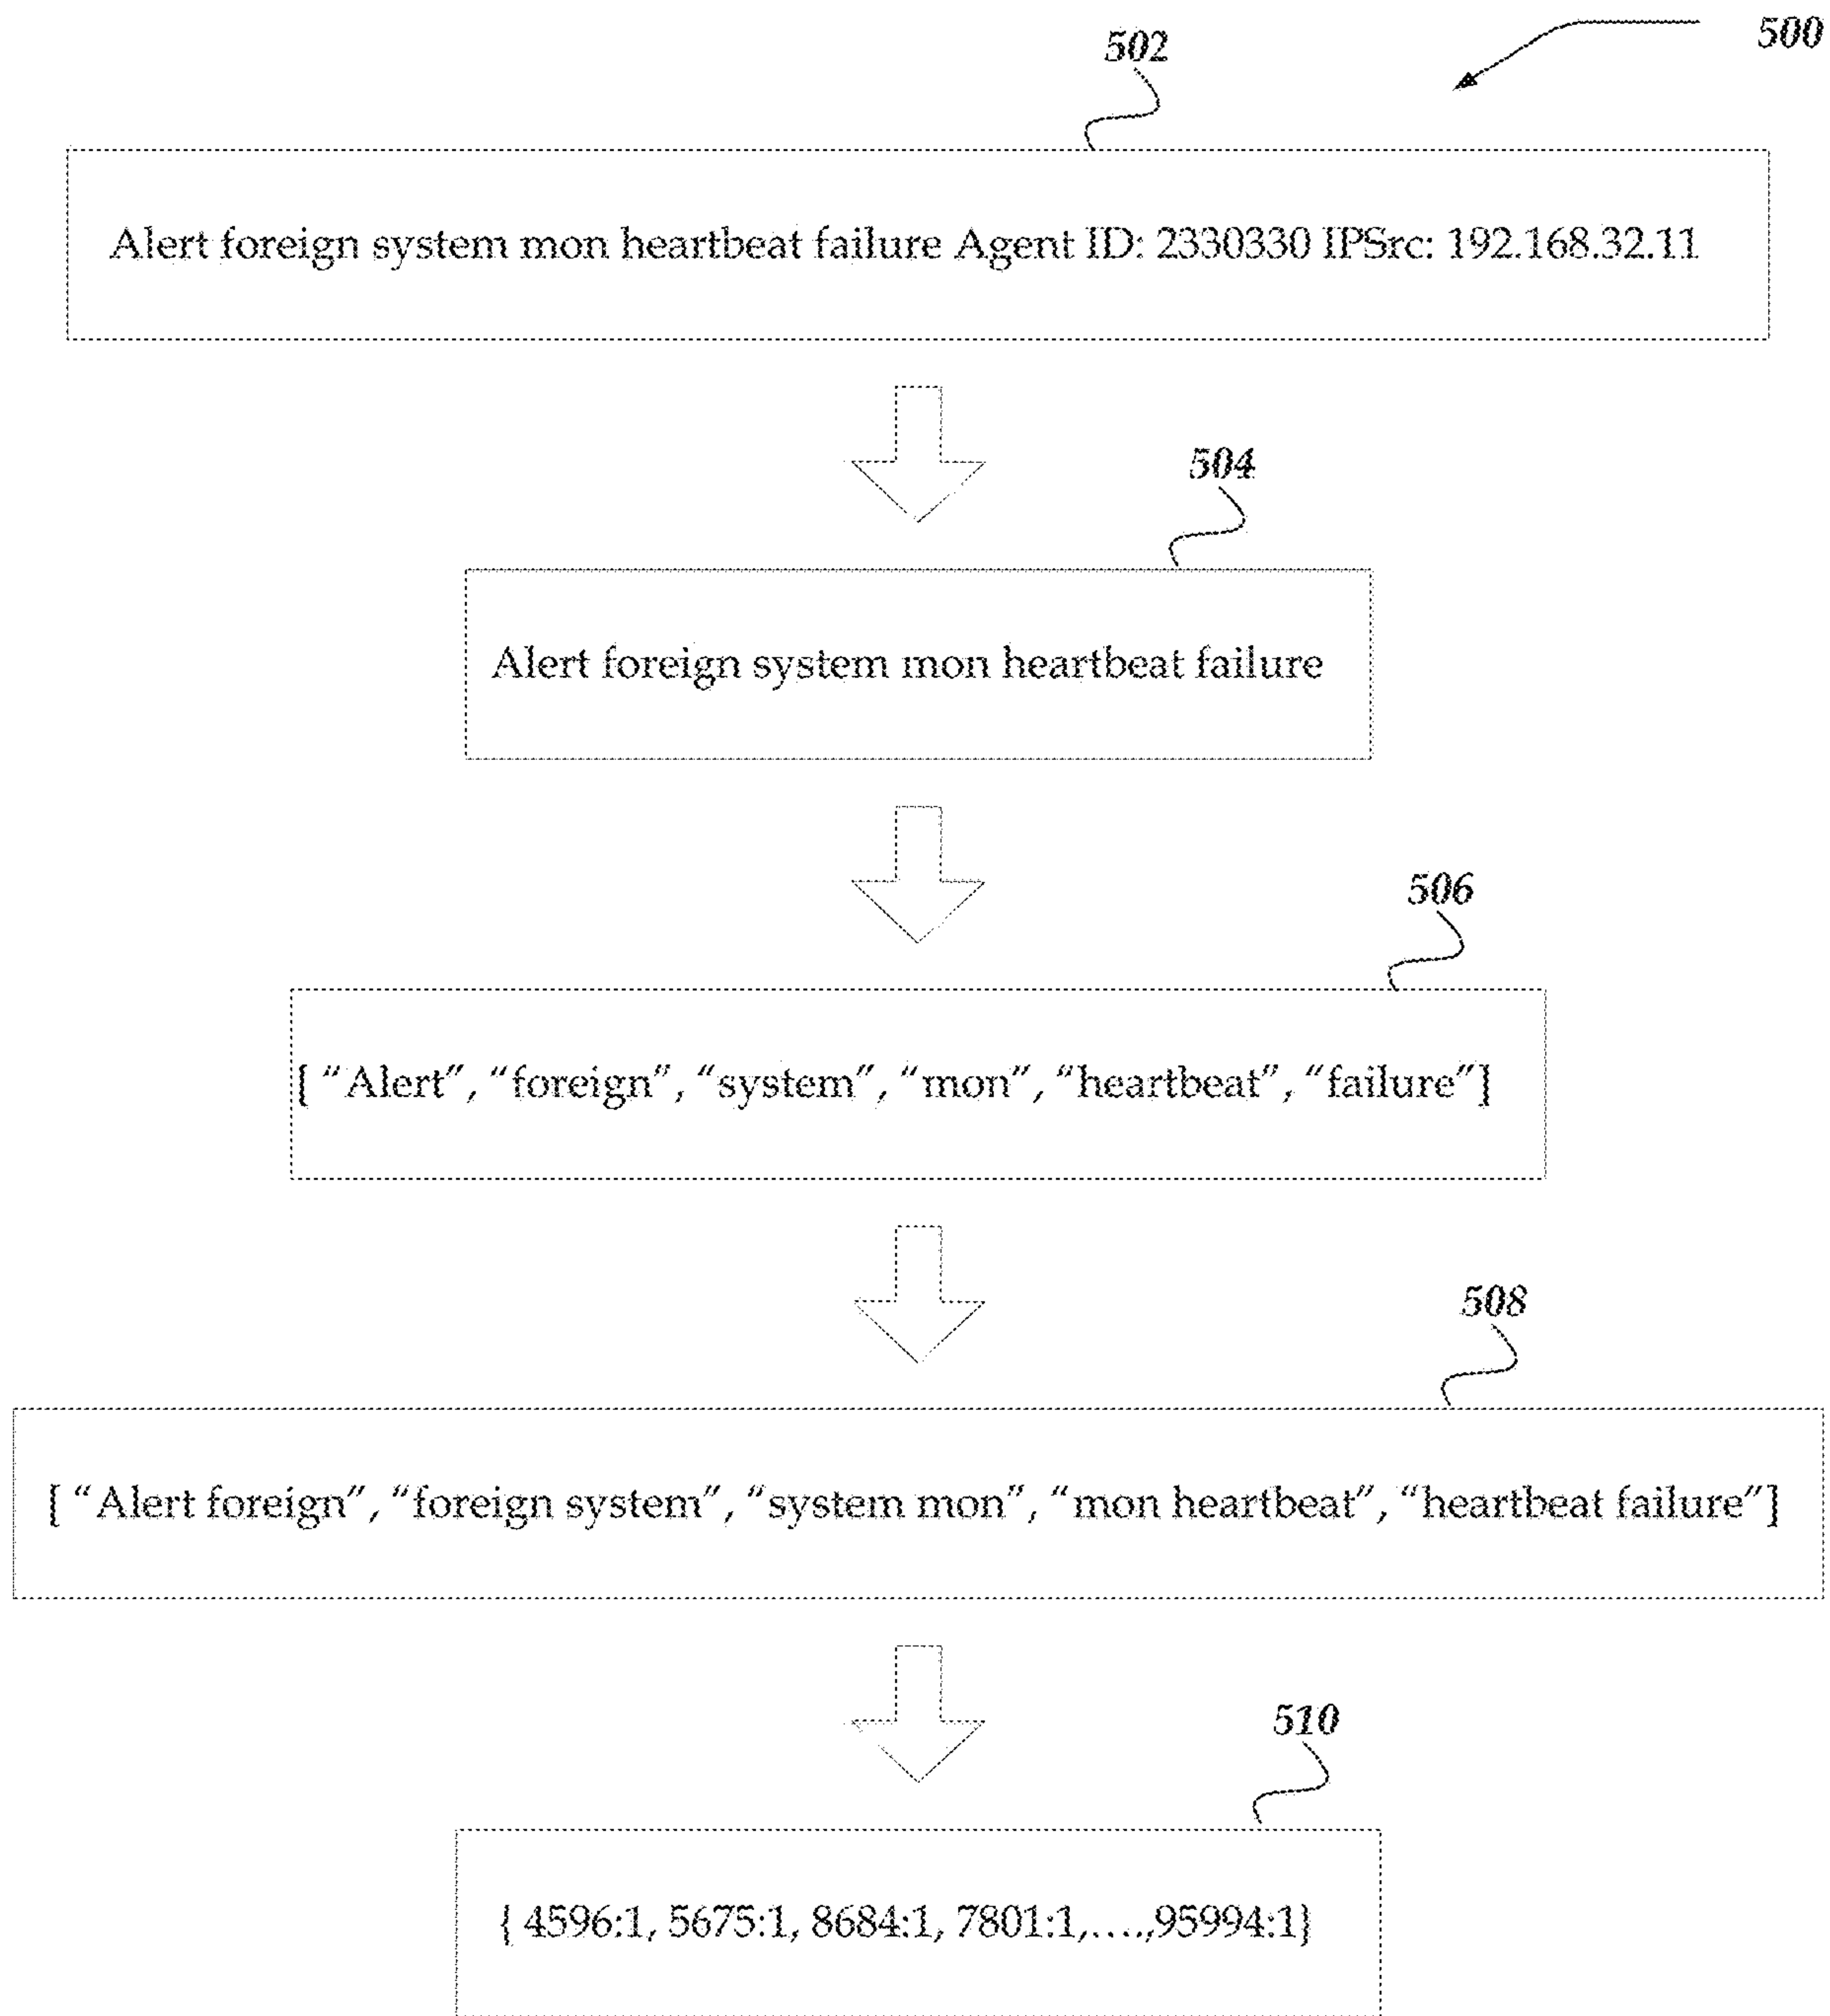 500
502
Alert foreign system mon heartbeat failure Agent ID: 2330330 IPSrc: 192.168.32.11
504
Alert foreign system mon heartbeat failure
506
[ “Alert”, “foreign”, “system”, “mon”, “heartbeat”, “failure”]
508
[ “Alert foreign”, “foreign system”, “system mon”, “mon heartbeat”, “heartbeat failure”]
510
{ 4596:1, 5675:1, 8684:1, 7801:1,….,95994:1}